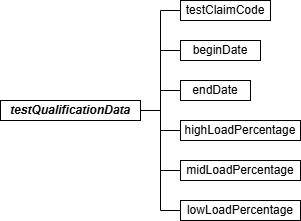 testClaimCode
beginDate
endDate
testQualificationData
highLoadPercentage
midLoadPercentage
lowLoadPercentage